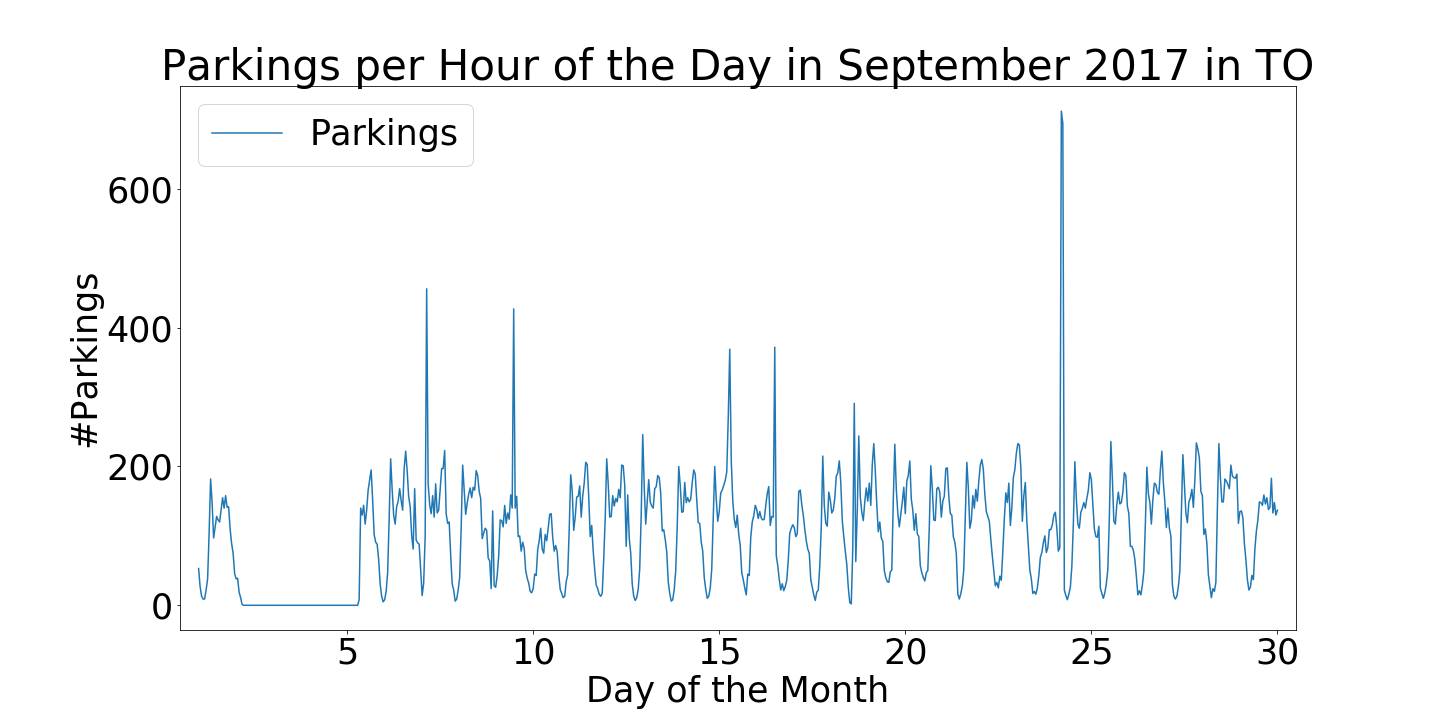 Parkings per Hour of the Day in September 2017 in TO
Parkings
600
400
200
0
#Parkings
5 10 15 20 25 30
Day of the Month